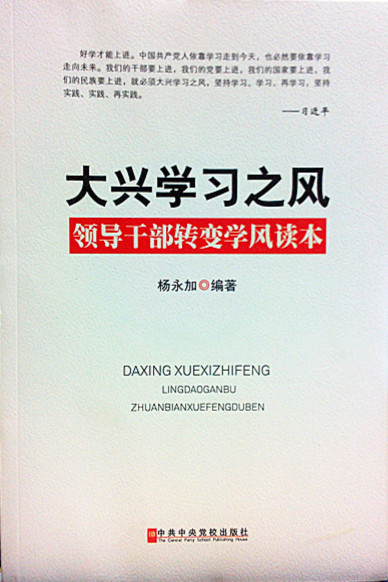 好学才能上进。中国共产党人依靠学习走到今天，也必然要依靠学习
走向未来。我们的干部要上进，我们的党要上进，我们的国家要上进，我
们的民族要上进，就必须大兴学习之风，坚持学习、学习、再学习，坚持
实践、实践、再实践。
——习近平
大兴学习之风
领导干部转变学风读本
杨永加◎编著
DAXING XUEXIZHIFENG
LINGDAOGANBU
ZHUANBIANXUEFENGDUBEN
中共中央党校出版社
The Central Party School Publishing House